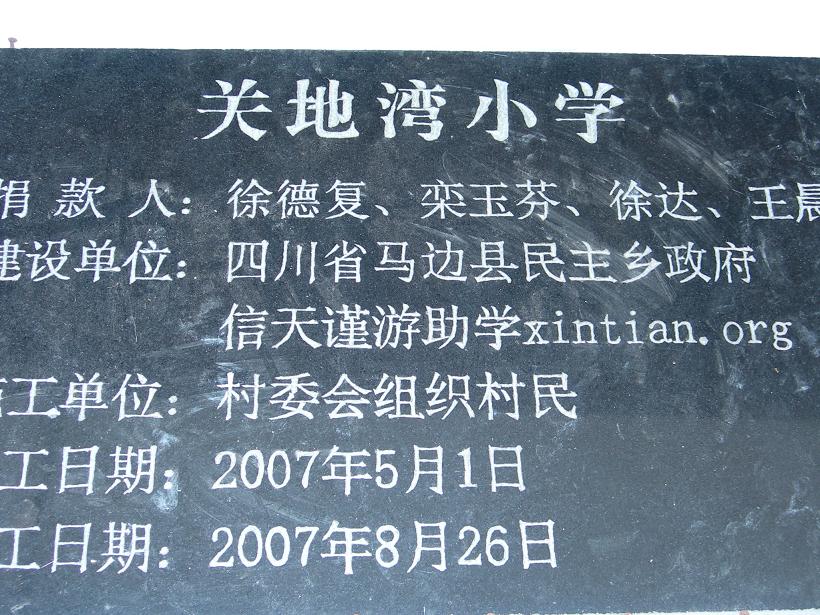 关地湾小学
捐款人：徐德复、栾玉芬、徐达、王晨
建设单位：四川省马边县民主乡政府
信天谨游助学xintian.org
施工单位：村委会组织村民
工日期：2007年5月1日
工日期：2007年8月26日